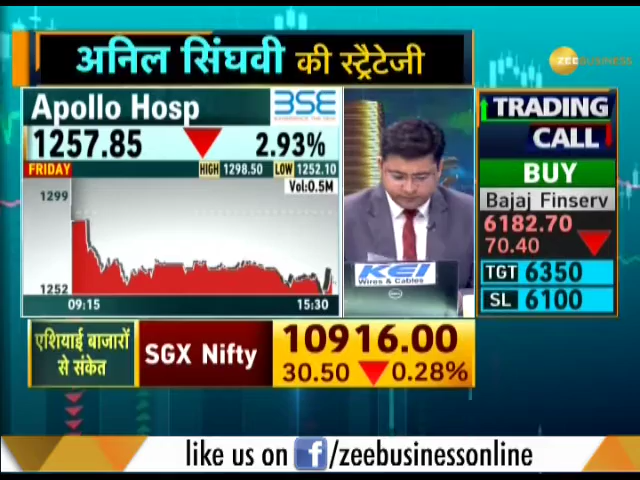 अनिल सिंघवी की स्ट्रैटेजी
ZEE BUSINESS
Apollo Hosp
BSE
1257.85 2.93%
FRIDAY HIGH 1298.50 LOW 1252.10
Vol:0.5M
1299
1252
09:15 15:30
KEI
Wires & Cables
DELL
TRADING
CALL
BUY
Bajaj Finserv
6182.70
70.40
TGT 6350
SL 6100
एशियाई बाजारों
से संकेत
SGX Nifty
10916.00
30.50 0.28%
like us on f/zeebusinessonline